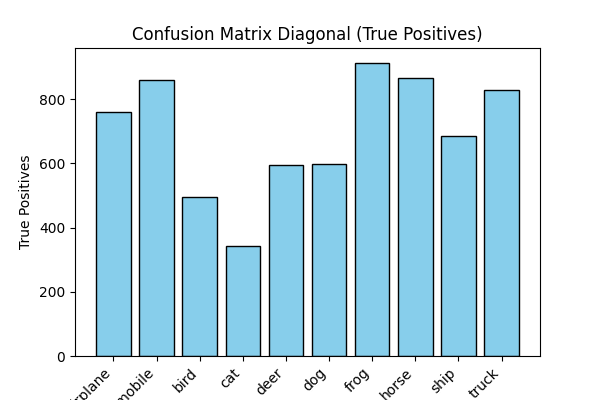 Confusion Matrix Diagonal (True Positives)
True Positives
800
600
400
200
0
rplane
mobile
bird
cat
deer
dog
frog
horse
ship
truck